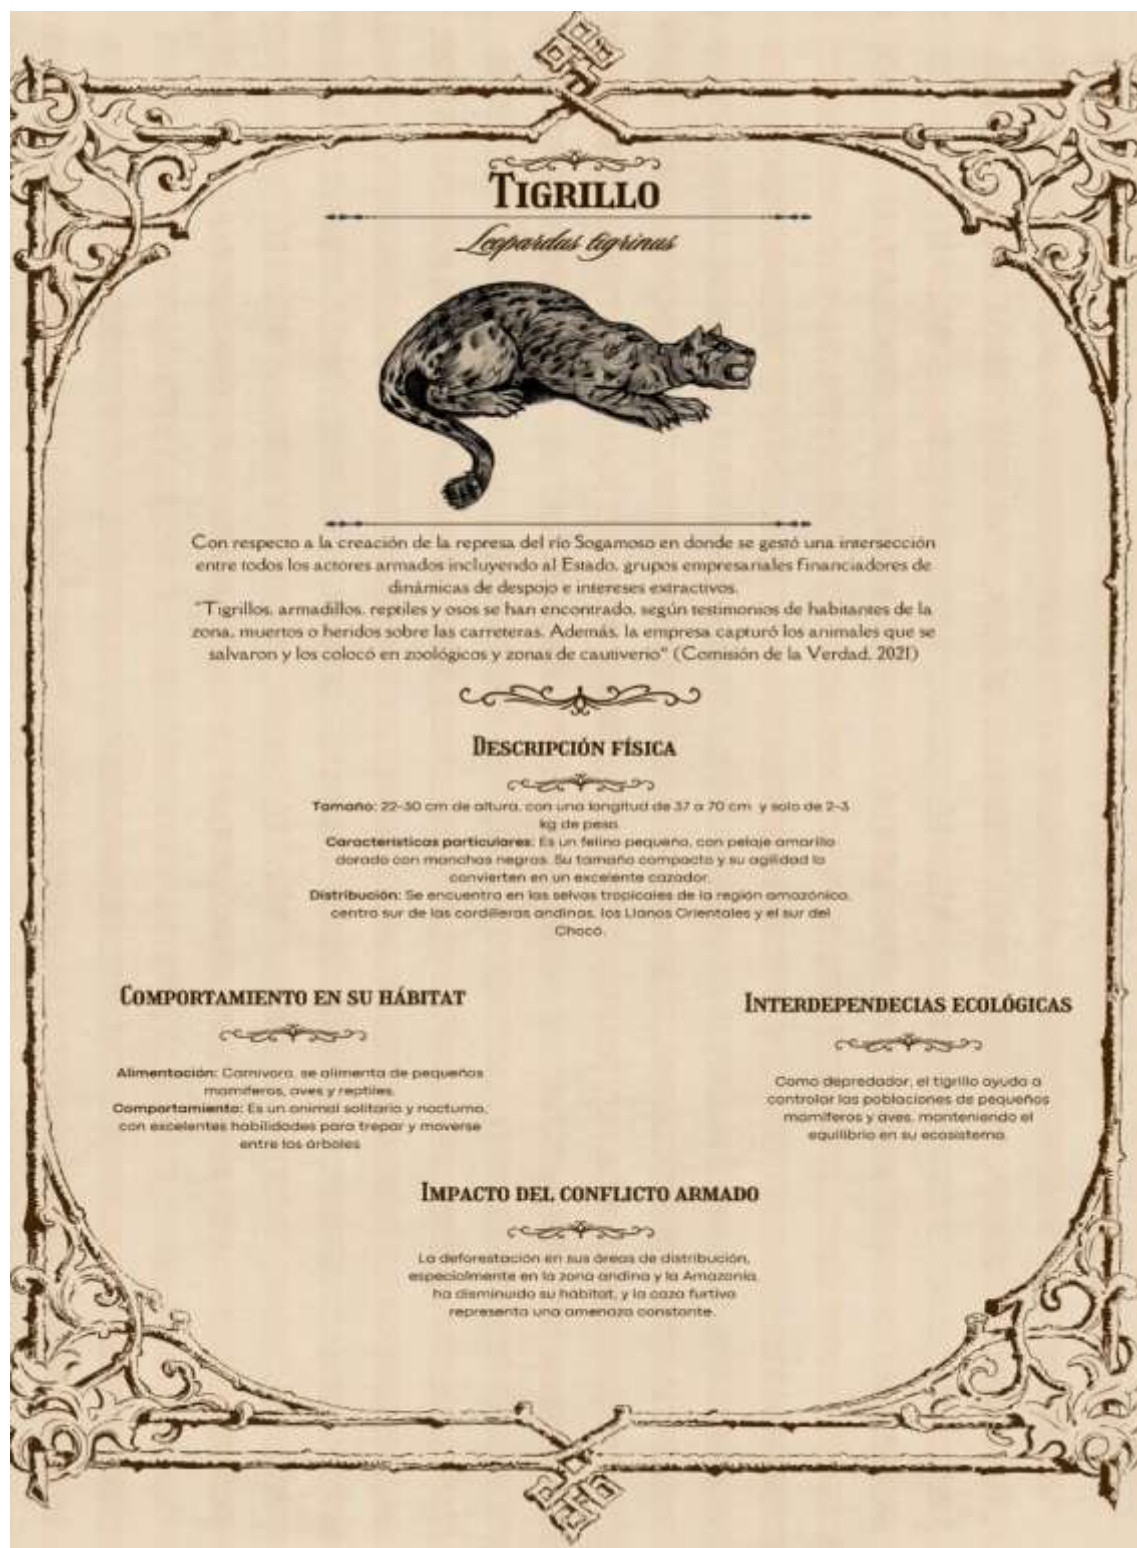 TIGRILLO
Leopardus tigrinus
Con respecto a la creación de la represa del río Sogamoso en donde se gestó una intersección
entre todos los actores armados incluyendo al Estado, grupos empresariales financiadores de
dinámicas de despojo e intereses extractivos.
"Tigrillos, armadillos, reptiles y osos se han encontrado, según testimonios de habitantes de la
zona, muertos o heridos sobre las carreteras. Además, la empresa capturó los animales que se
salvaron y los colocó en zoológicos y zonas de cautiverio" (Comisión de la Verdad, 2021)
DESCRIPCIÓN FÍSICA
Tamaño: 22-30 cm de altura, con una longitud de 37 a 70 cm y solo de 2-3
kg de peso.
Características particulares: Es un felino pequeño, con pelaje amarillo
dorado con manchas negras. Su tamaño compacto y su agilidad lo
convierten en un excelente cazador.
Distribución: Se encuentra en las selvas tropicales de la región amazónica,
centro sur de las cordilleras andinas, los Llanos Orientales y el sur del
Chocó.
COMPORTAMIENTO EN SU HÁBITAT
Alimentación: Carnívoro, se alimenta de pequeños
mamíferos, aves y reptiles.
Comportamiento: Es un animal solitario y nocturno,
con excelentes habilidades para trepar y moverse
entre los árboles
INTERDEPENDECIAS ECOLÓGICAS
Como depredador, el tigrillo ayuda a
controlar las poblaciones de pequeños
mamíferos y aves, manteniendo el
equilibrio en su ecosistema.
IMPACTO DEL CONFLICTO ARMADO
La deforestación en sus áreas de distribución,
especialmente en la zona andina y la Amazonía,
ha disminuido su hábitat, y la caza furtiva
representa una amenaza constante.